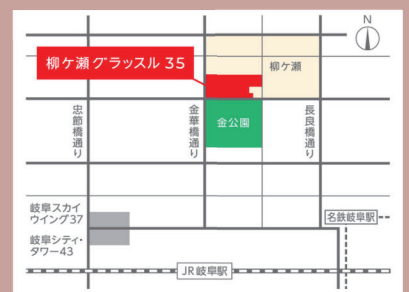 N
柳ケ瀬グラッスル 35
柳ケ瀬
忠節橋通り
金華橋通り
金公園
長良橋通り
岐阜スカイ
ウイング37
岐阜シティ・
タワー43
名鉄岐阜駅
JR岐阜駅